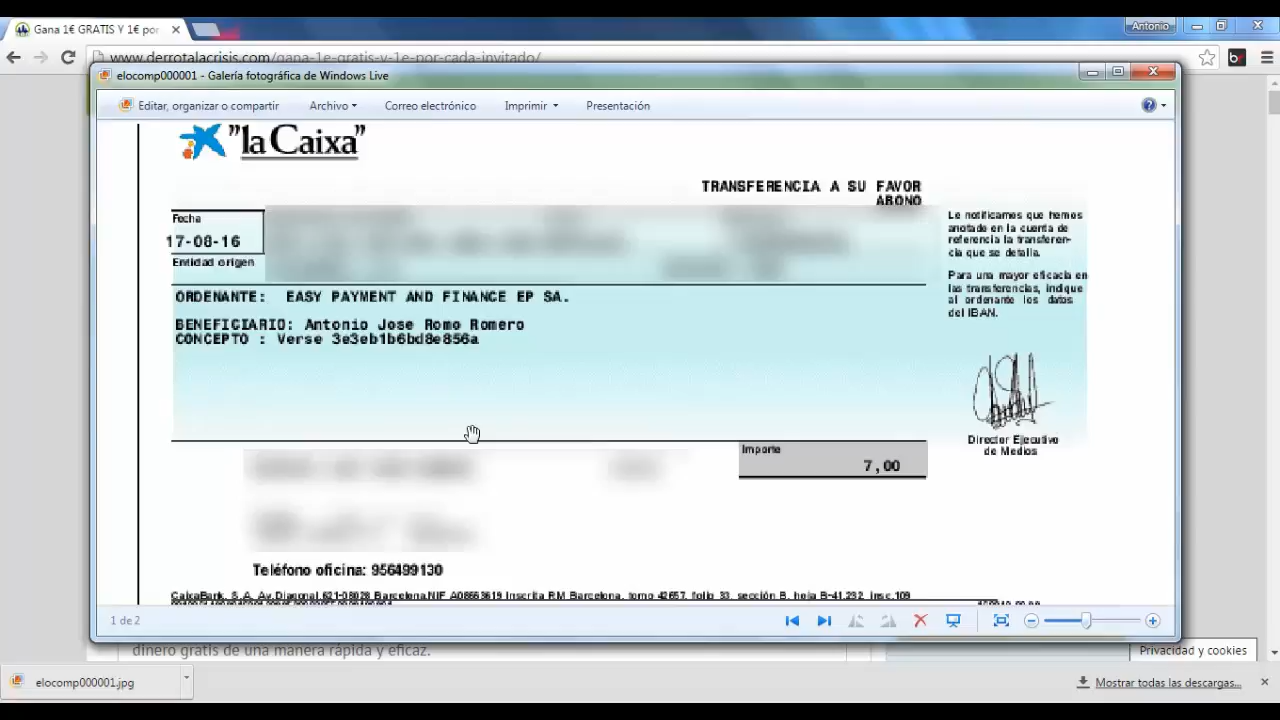 Gana 1€ GRATIS Y 1€ por
Antonio
www.derrotalacrisis.com/gana-1e-gratis-y-1e-por-cada-invitado/
elocomp000001 - Galería fotográfica de Windows Live
Editar, organizar o compartir Archivo Correo electrónico Imprimir Presentación
"la Caixa"
TRANSFERENCIA A SU FAVOR
ABONO
Fecha
17-08-16
Entidad origen
Le notificamos que hemos
anotado en la cuenta de
referencia la transferen-
cia que se detalla.
Para una mayor eficacia en
las transferencias, indique
al ordenante los datos
del IBAN.
ORDENANTE: EASY PAYMENT AND FINANCE EP SA.
BENEFICIARIO: Antonio Jose Romo Romero
CONCEPTO : Verse 3e3eb1b6bd8e856a
Director Ejecutivo
de Medios
Importe
7,00
Teléfono oficina: 956499130
CaixaBank, S.A. Av.Diagonal 621-08028 Barcelona.NIF A08663619 Inscrita RM Barcelona, tomo 42657, folio 33, sección B, hoja B-41.232, insc.109
1 de 2
dinero gratis de una manera rápida y eficaz.
Privacidad y cookies
elocomp000001.jpg
Mostrar todas las descargas...